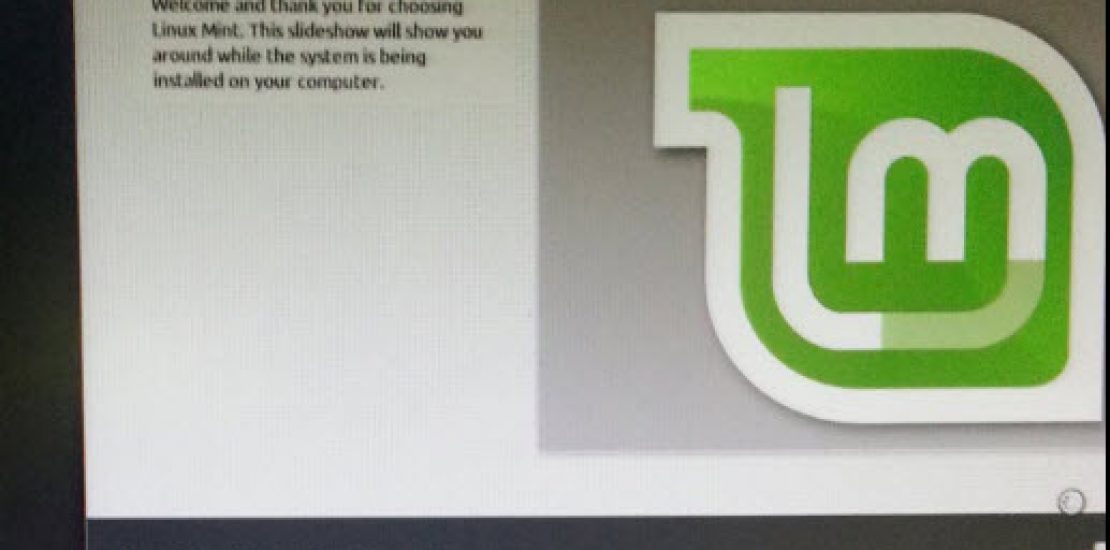 Welcome and thank you for choosing
Linux Mint. This slideshow will show you
around while the system is being
installed on your computer.
lm